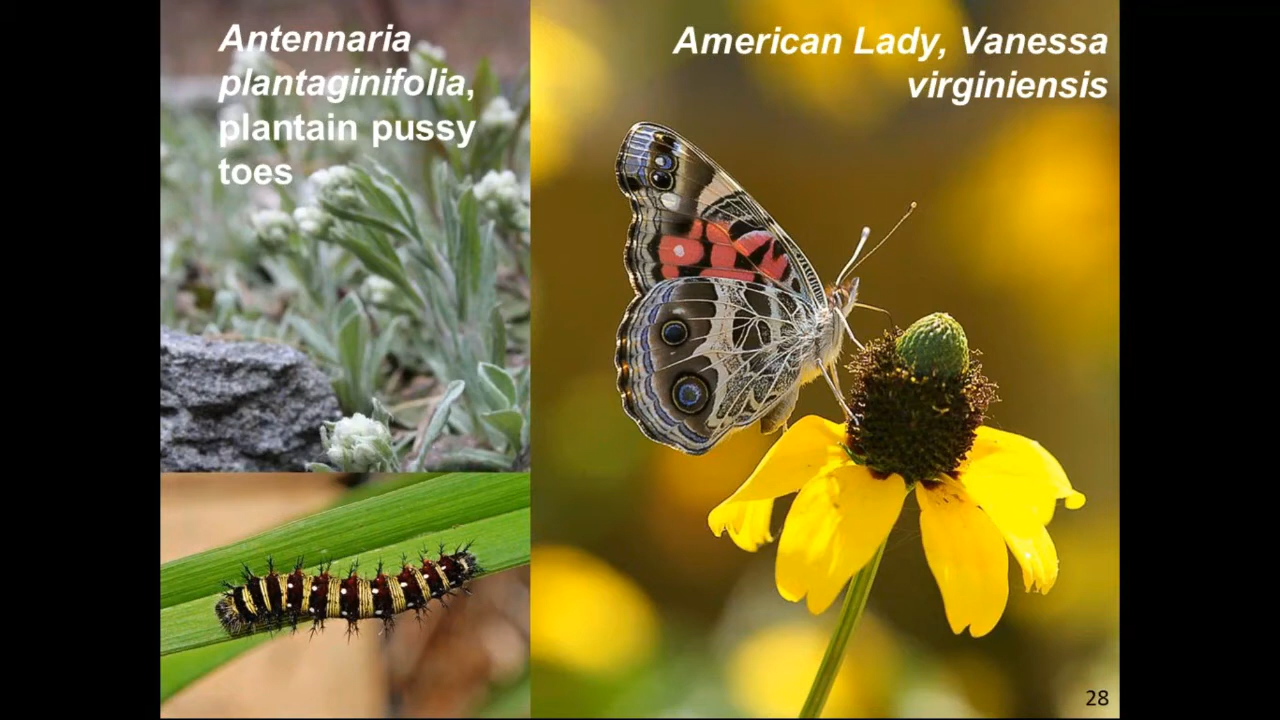 Antennaria
plantaginifolia,
plantain pussy
toes
American Lady, Vanessa
virginiensis
28